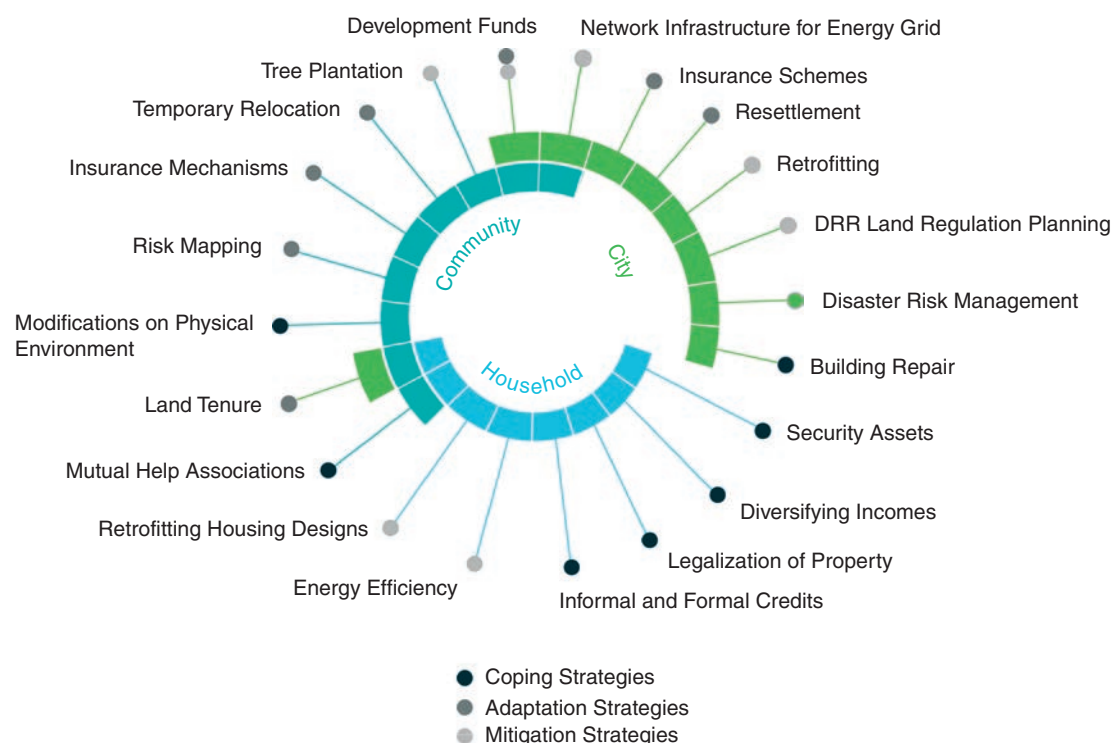 Development Funds
Network Infrastructure for Energy Grid
Tree Plantation
Insurance Schemes
Temporary Relocation
Resettlement
Insurance Mechanisms
Retrofitting
Community
City
Risk Mapping
DRR Land Regulation Planning
Modifications on Physical
Environment
Disaster Risk Management
Household
Building Repair
Land Tenure
Security Assets
Mutual Help Associations
Diversifying Incomes
Retrofitting Housing Designs
Legalization of Property
Energy Efficiency
Informal and Formal Credits
Coping Strategies
Adaptation Strategies
Mitigation Strategies